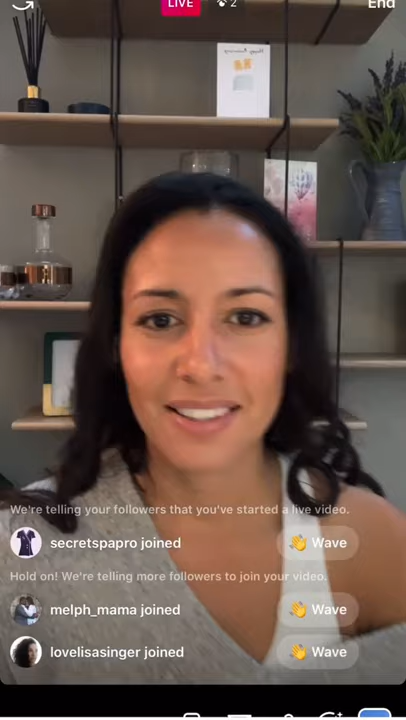 LIVE
2
End
We're telling your followers that you've started a live video.
secretspapro joined
Wave
Hold on! We're telling more followers to join your video.
melph_mama joined
Wave
lovelisasinger joined
Wave